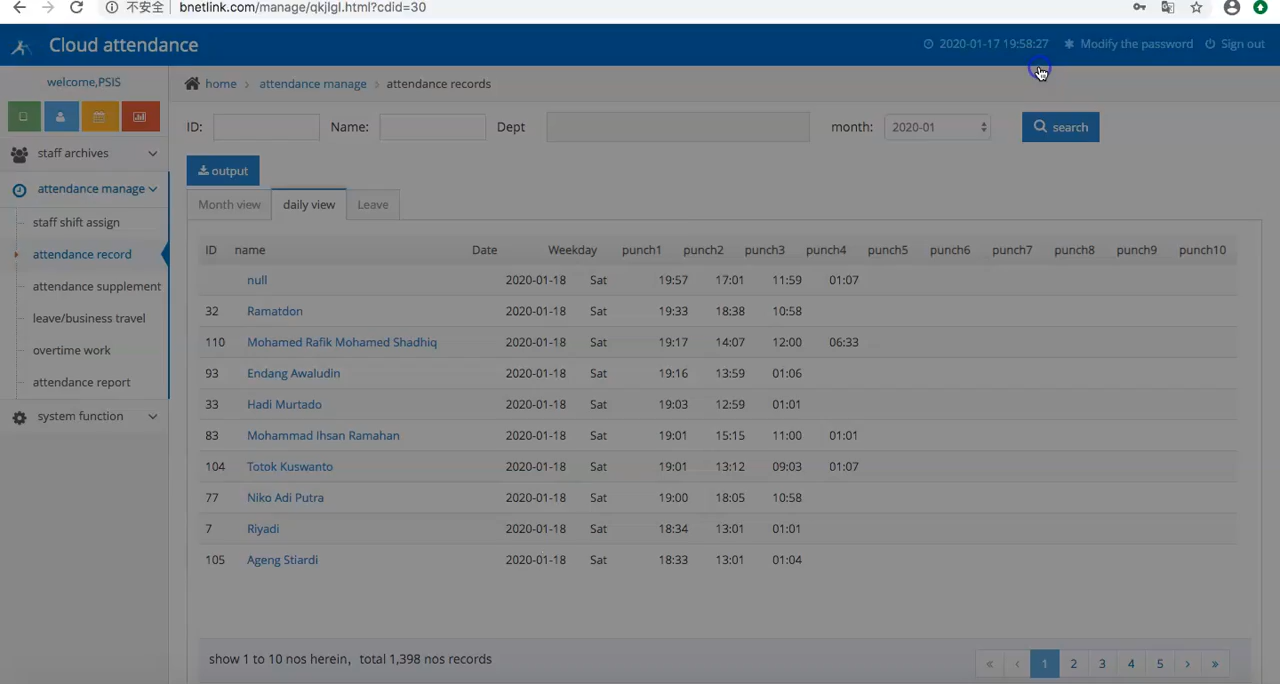 不安全 bnetlink.com/manage/qkjlgl.html?cdid=30
Cloud attendance 2020-01-17 19:58:27 Modify the password Sign out
welcome,PSIS
home > attendance manage > attendance records
ID: Name: Dept month: 2020-01 search
output
Month view daily view Leave
staff archives
attendance manage
staff shift assign
attendance record
attendance supplement
leave/business travel
overtime work
attendance report
system function
ID name Date Weekday punch1 punch2 punch3 punch4 punch5 punch6 punch7 punch8 punch9 punch10
null 2020-01-18 Sat 19:57 17:01 11:59 01:07
32 Ramatdon 2020-01-18 Sat 19:33 18:38 10:58
110 Mohamed Rafik Mohamed Shadhiq 2020-01-18 Sat 19:17 14:07 12:00 06:33
93 Endang Awaludin 2020-01-18 Sat 19:16 13:59 01:06
33 Hadi Murtado 2020-01-18 Sat 19:03 12:59 01:01
83 Mohammad Ihsan Ramahan 2020-01-18 Sat 19:01 15:15 11:00 01:01
104 Totok Kuswanto 2020-01-18 Sat 19:01 13:12 09:03 01:07
77 Niko Adi Putra 2020-01-18 Sat 19:00 18:05 10:58
7 Riyadi 2020-01-18 Sat 18:34 13:01 01:01
105 Ageng Stiardi 2020-01-18 Sat 18:33 13:01 01:04
show 1 to 10 nos herein, total 1,398 nos records
« ‹ 1 2 3 4 5 › »